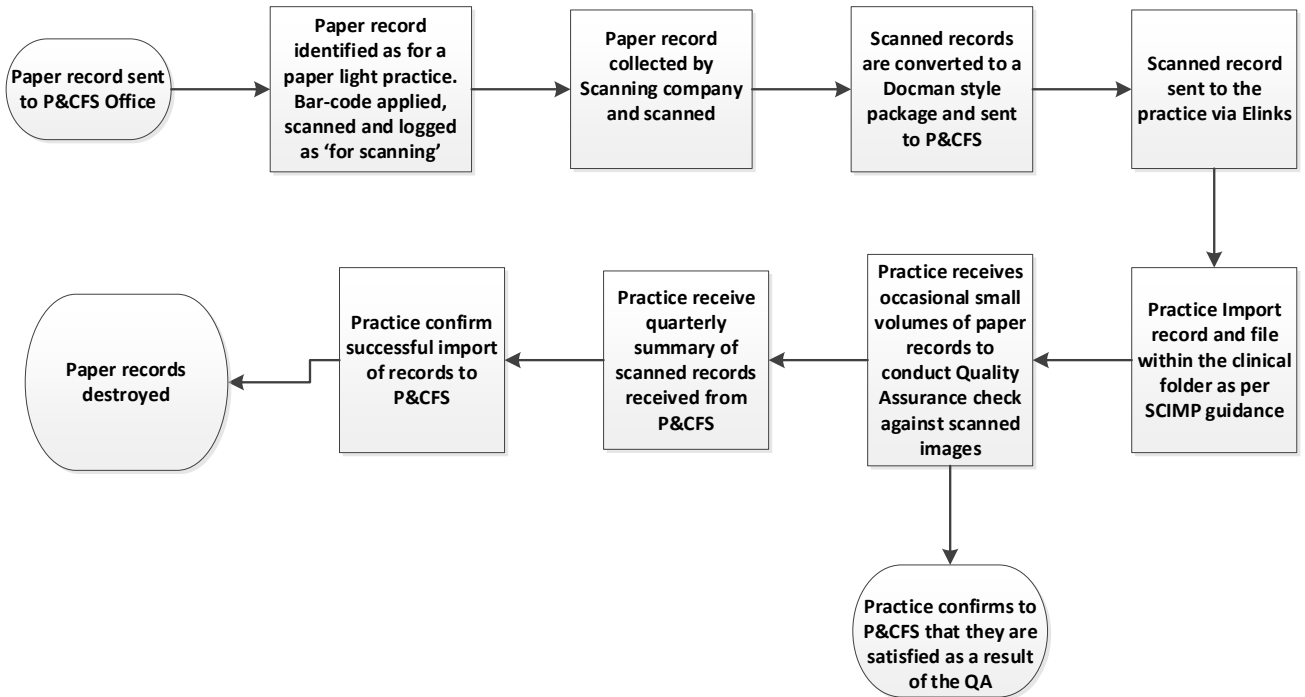 Paper record sent
to P&CFS Office
Paper record
identified as for a
paper light practice.
Bar-code applied,
scanned and logged
as ‘for scanning’
Paper record
collected by
Scanning company
and scanned
Scanned records
are converted to a
Docman style
package and sent
to P&CFS
Scanned record
sent to the
practice via Elinks
Practice Import
record and file
within the clinical
folder as per
SCIMP guidance
Practice receives
occasional small
volumes of paper
records to
conduct Quality
Assurance check
against scanned
images
Practice receive
quarterly
summary of
scanned records
received from
P&CFS
Practice confirm
successful import
of records to
P&CFS
Paper records
destroyed
Practice confirms to
P&CFS that they are
satisfied as a result
of the QA